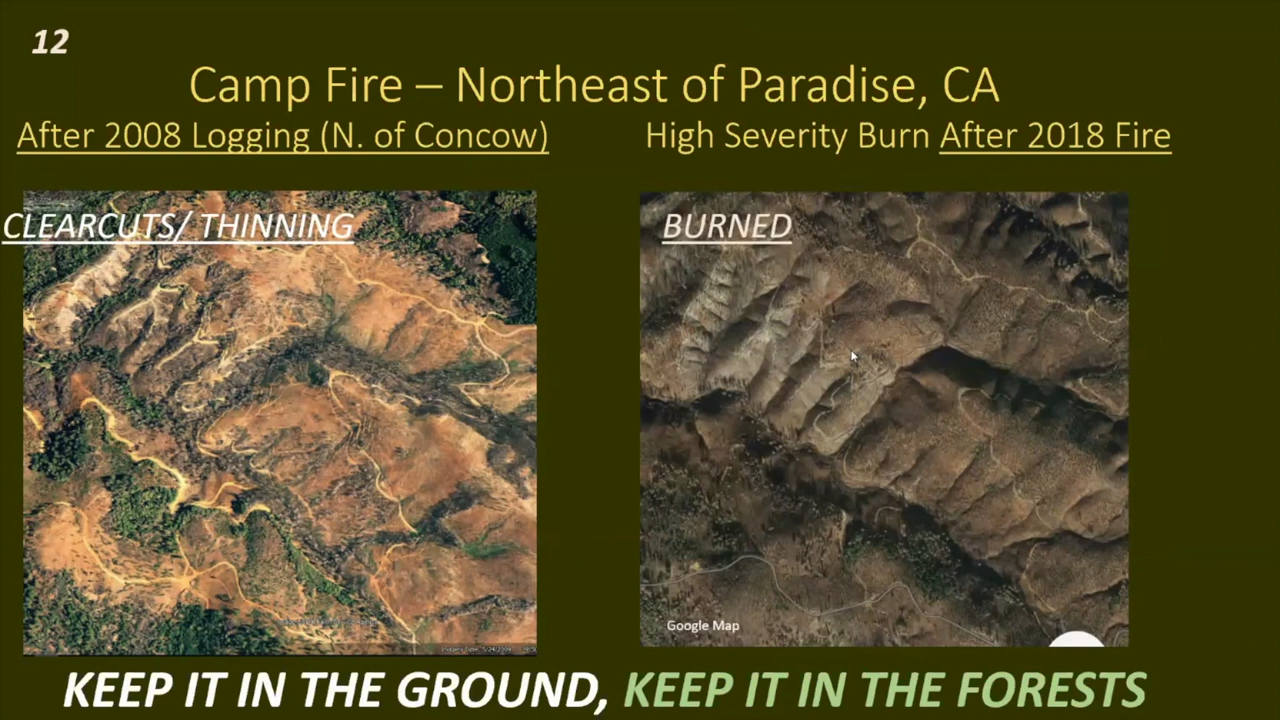 12
Camp Fire – Northeast of Paradise, CA
After 2008 Logging (N. of Concow)
High Severity Burn After 2018 Fire
CLEARCUTS/ THINNING
BURNED
Google Map
KEEP IT IN THE GROUND, KEEP IT IN THE FORESTS